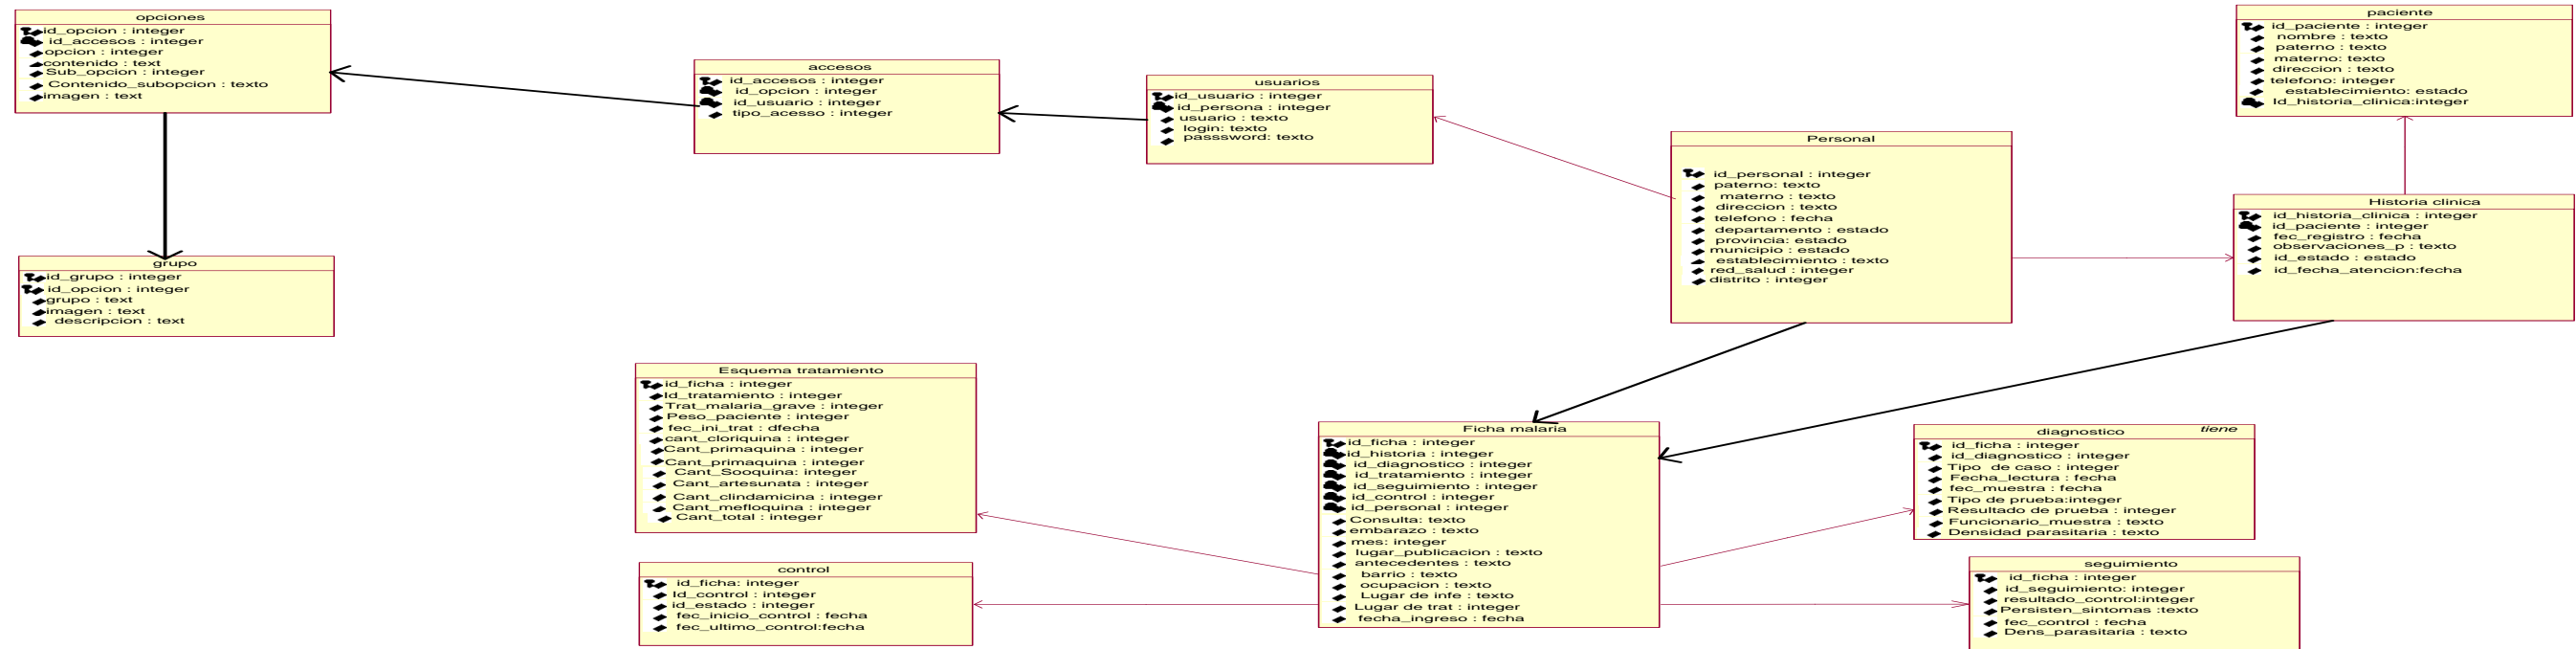 opciones
id_opcion : integer
id_accesos : integer
opcion : integer
contenido : text
Sub_opcion : integer
Contenido_subopcion : texto
imagen : text
grupo
id_grupo : integer
id_opcion : integer
grupo : text
imagen : text
descripcion : text
accesos
id_accesos : integer
id_opcion : integer
id_usuario : integer
tipo_acesso : integer
usuarios
id_usuario : integer
id_persona : integer
usuario : texto
login: texto
passsword: texto
Personal
id_personal : integer
paterno: texto
materno : texto
direccion : texto
telefono : fecha
departamento : estado
provincia: estado
municipio : estado
establecimiento : texto
red_salud : integer
distrito : integer
paciente
id_paciente : integer
nombre : texto
paterno : texto
materno: texto
direccion : texto
telefono: integer
establecimiento: estado
Id_historia_clinica:integer
Historia clinica
id_historia_clinica : integer
id_paciente : integer
fec_registro : fecha
observaciones_p : texto
id_estado : estado
id_fecha_atencion:fecha
Esquema tratamiento
id_ficha : integer
Id_tratamiento : integer
Trat_malaria_grave : integer
Peso_paciente : integer
fec_ini_trat : dfecha
cant_cloriquina : integer
Cant_primaquina : integer
Cant_primaquina : integer
Cant_Sooquina: integer
Cant_artesunata : integer
Cant_clindamicina : integer
Cant_mefloquina : integer
Cant_total : integer
control
id_ficha: integer
Id_control : integer
id_estado : integer
fec_inicio_control : fecha
fec_ultimo_control:fecha
Ficha malaria
id_ficha : integer
id_historia : integer
id_diagnostico : integer
id_tratamiento : integer
id_seguimiento : integer
id_control : integer
id_personal : integer
Consulta: texto
embarazo : texto
mes: integer
lugar_publicacion : texto
antecedentes : texto
barrio : texto
ocupacion : texto
Lugar de infe : texto
Lugar de trat : integer
fecha_ingreso : fecha
diagnostico tiene
id_ficha : integer
id_diagnostico : integer
Tipo de caso : integer
Fecha_lectura : fecha
fec_muestra : fecha
Tipo de prueba:integer
Resultado de prueba : integer
Funcionario_muestra : texto
Densidad parasitaria : texto
seguimiento
id_ficha : integer
id_seguimiento: integer
resultado_control:integer
Persisten_sintomas :texto
fec_control : fecha
Dens_parasitaria : texto